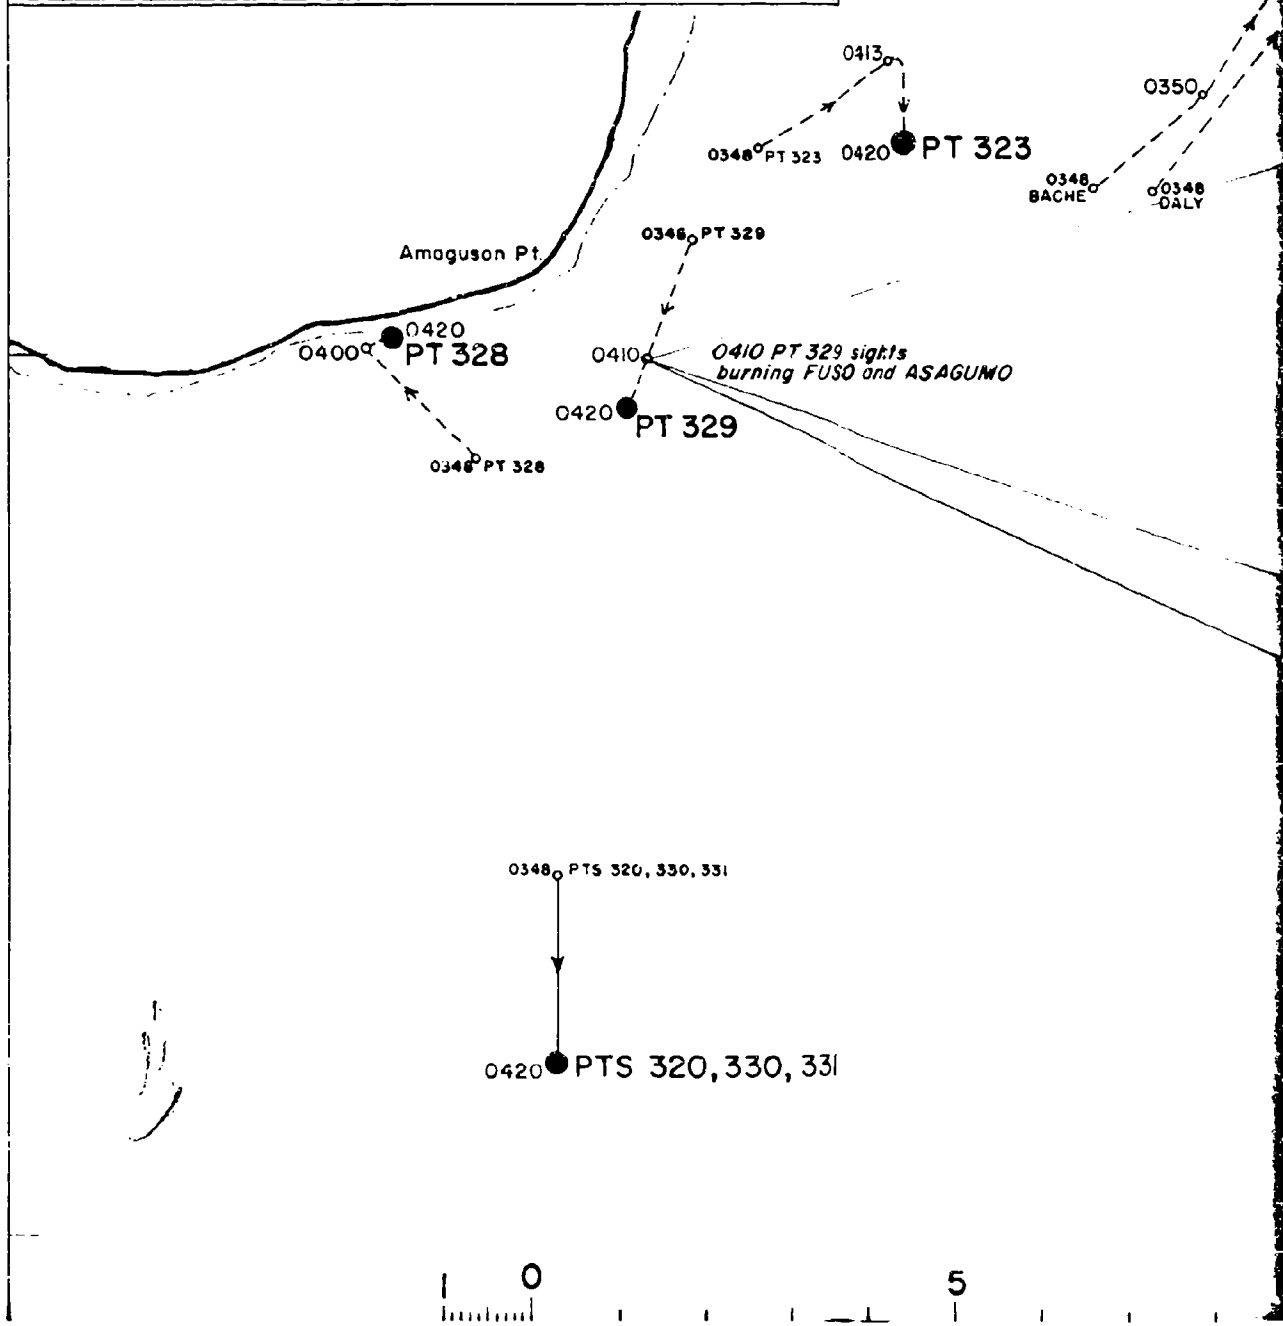 0413
0350
0348 PT 323
0420 PT 323
0348
BACHE
0348
DALY
0346 PT 329
Amaguson Pt.
0420
PT 328
0400
0410
0410 PT 329 sights
burning FUSO and ASAGUMO
0420 PT 329
0348 PT 328
0348 PTS 320, 330, 331
0420 PTS 320, 330, 331
1 0 5